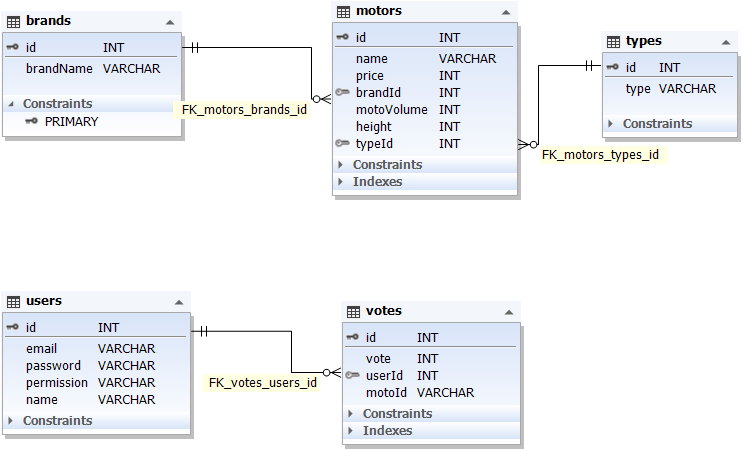 brands
id INT
brandName VARCHAR
Constraints
PRIMARY
FK_motors_brands_id
motors
id INT
name VARCHAR
price INT
brandId INT
motoVolume INT
height INT
typeId INT
Constraints
Indexes
FK_motors_types_id
types
id INT
type VARCHAR
Constraints
users
id INT
email VARCHAR
password VARCHAR
permission VARCHAR
name VARCHAR
Constraints
FK_votes_users_id
votes
id INT
vote INT
userId INT
motoId VARCHAR
Constraints
Indexes